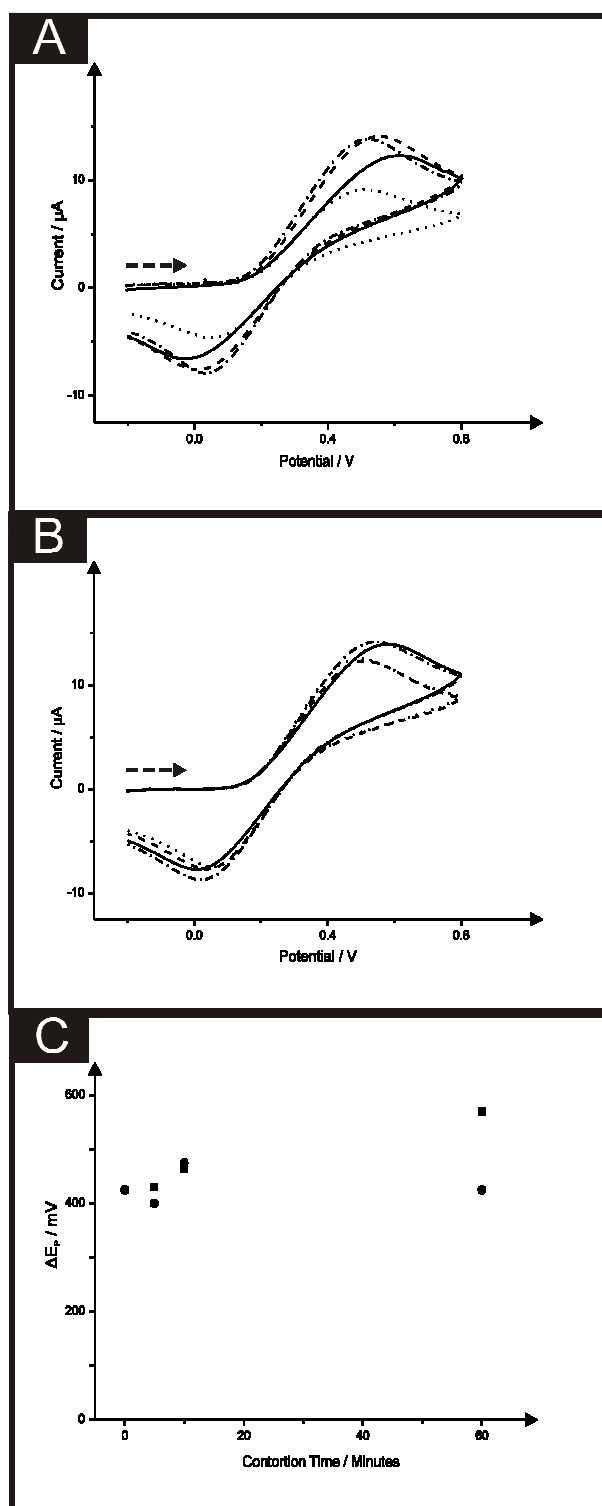 A
10
0
-10
Current / µA
0.0
0.4
0.8
Potential / V
B
10
0
-10
Current / µA
0.0
0.4
0.8
Potential / V
C
600
400
200
0
ΔEP / mV
0
20
40
60
Contortion Time / Minutes